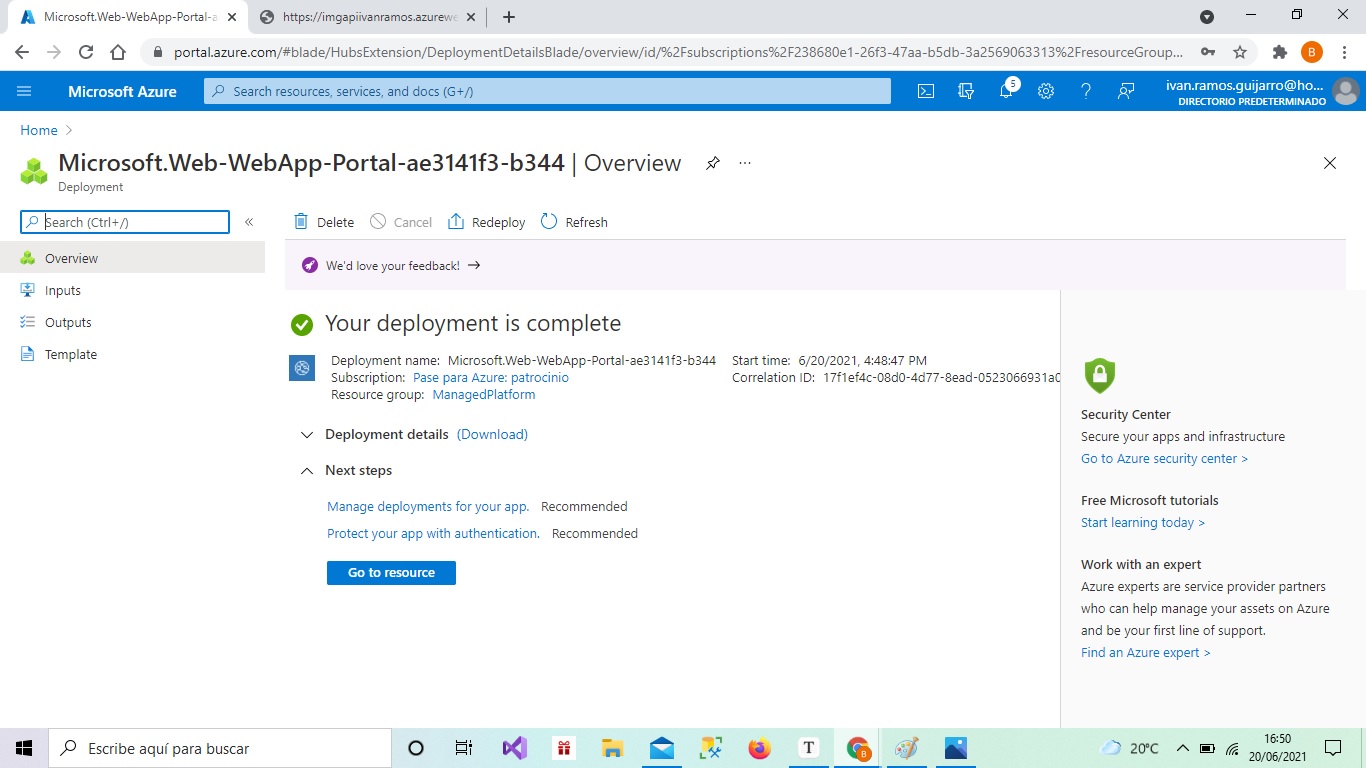 Microsoft.Web-WebApp-Portal-a
https://imgapiivanramos.azurewe
portal.azure.com/#blade/HubsExtension/DeploymentDetailsBlade/overview/id/%2Fsubscriptions%2F238680e1-26f3-47aa-b5db-3a2569063313%2FresourceGroup...
B
Microsoft Azure
Search resources, services, and docs (G+/)
5
ivan.ramos.guijarro@ho...
DIRECTORIO PREDETERMINADO
Home
Microsoft.Web-WebApp-Portal-ae3141f3-b344 | Overview
Deployment
Search (Ctrl+/)
Overview
Inputs
Outputs
Template
Delete
Cancel
Redeploy
Refresh
We'd love your feedback!
Your deployment is complete
Deployment name: Microsoft.Web-WebApp-Portal-ae3141f3-b344
Subscription: Pase para Azure: patrocinio
Resource group: ManagedPlatform
Start time: 6/20/2021, 4:48:47 PM
Correlation ID: 17f1ef4c-08d0-4d77-8ead-0523066931a0
Deployment details (Download)
Next steps
Manage deployments for your app. Recommended
Protect your app with authentication. Recommended
Go to resource
Security Center
Secure your apps and infrastructure
Go to Azure security center >
Free Microsoft tutorials
Start learning today >
Work with an expert
Azure experts are service provider partners
who can help manage your assets on Azure
and be your first line of support.
Find an Azure expert >
Escribe aquí para buscar
T
B
20°C
16:50
20/06/2021